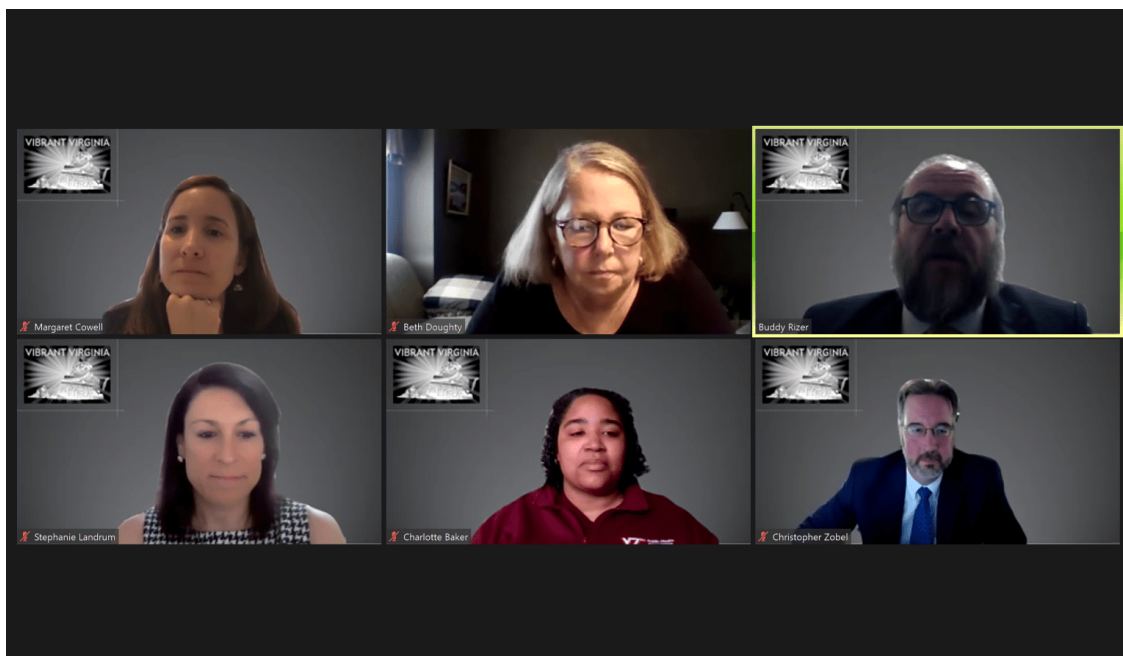 VIBRANT VIRGINIA
VIBRANT VIRGINIA
Margaret Cowell
Beth Doughty
Buddy Rizer
VIBRANT VIRGINIA
VIBRANT VIRGINIA
VIBRANT VIRGINIA
Stephanie Landrum
Charlotte Baker
Christopher Zobel